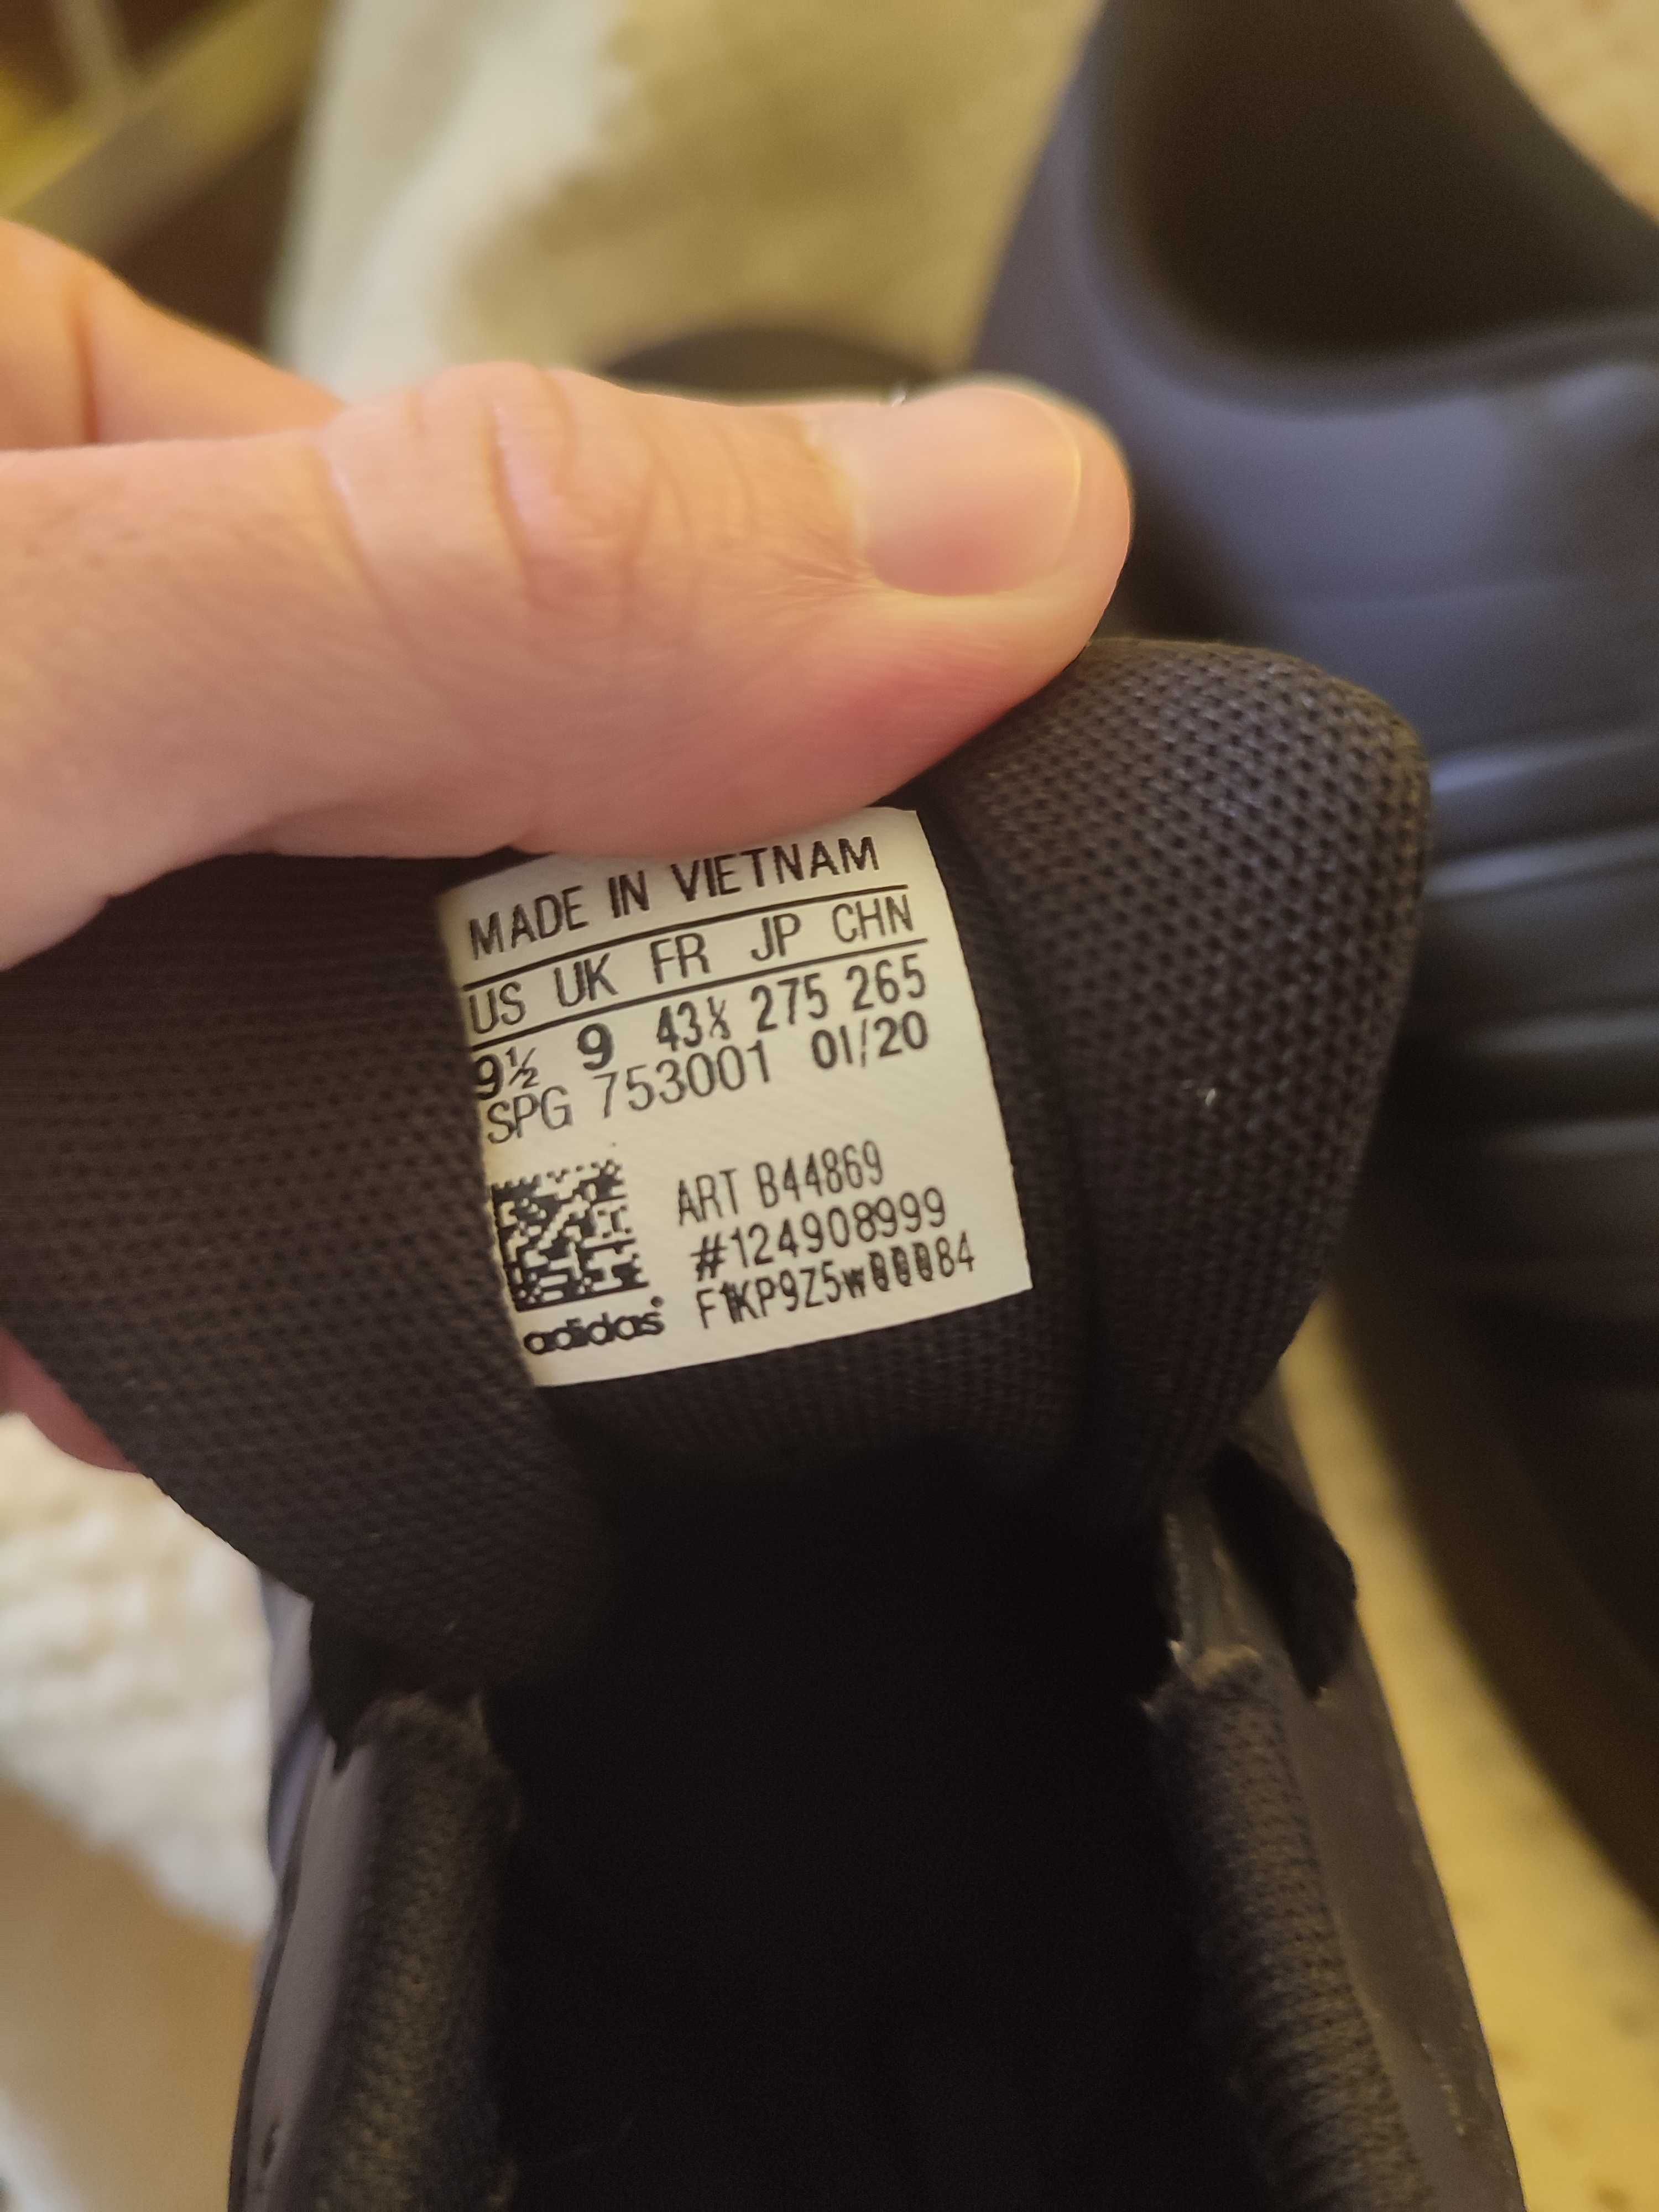 MADE IN VIETNAM
US UK FR JP CHN
9½ 9 43⅓ 275 265
SPG 753001 01/20
ART B44869
#124908999
adidas